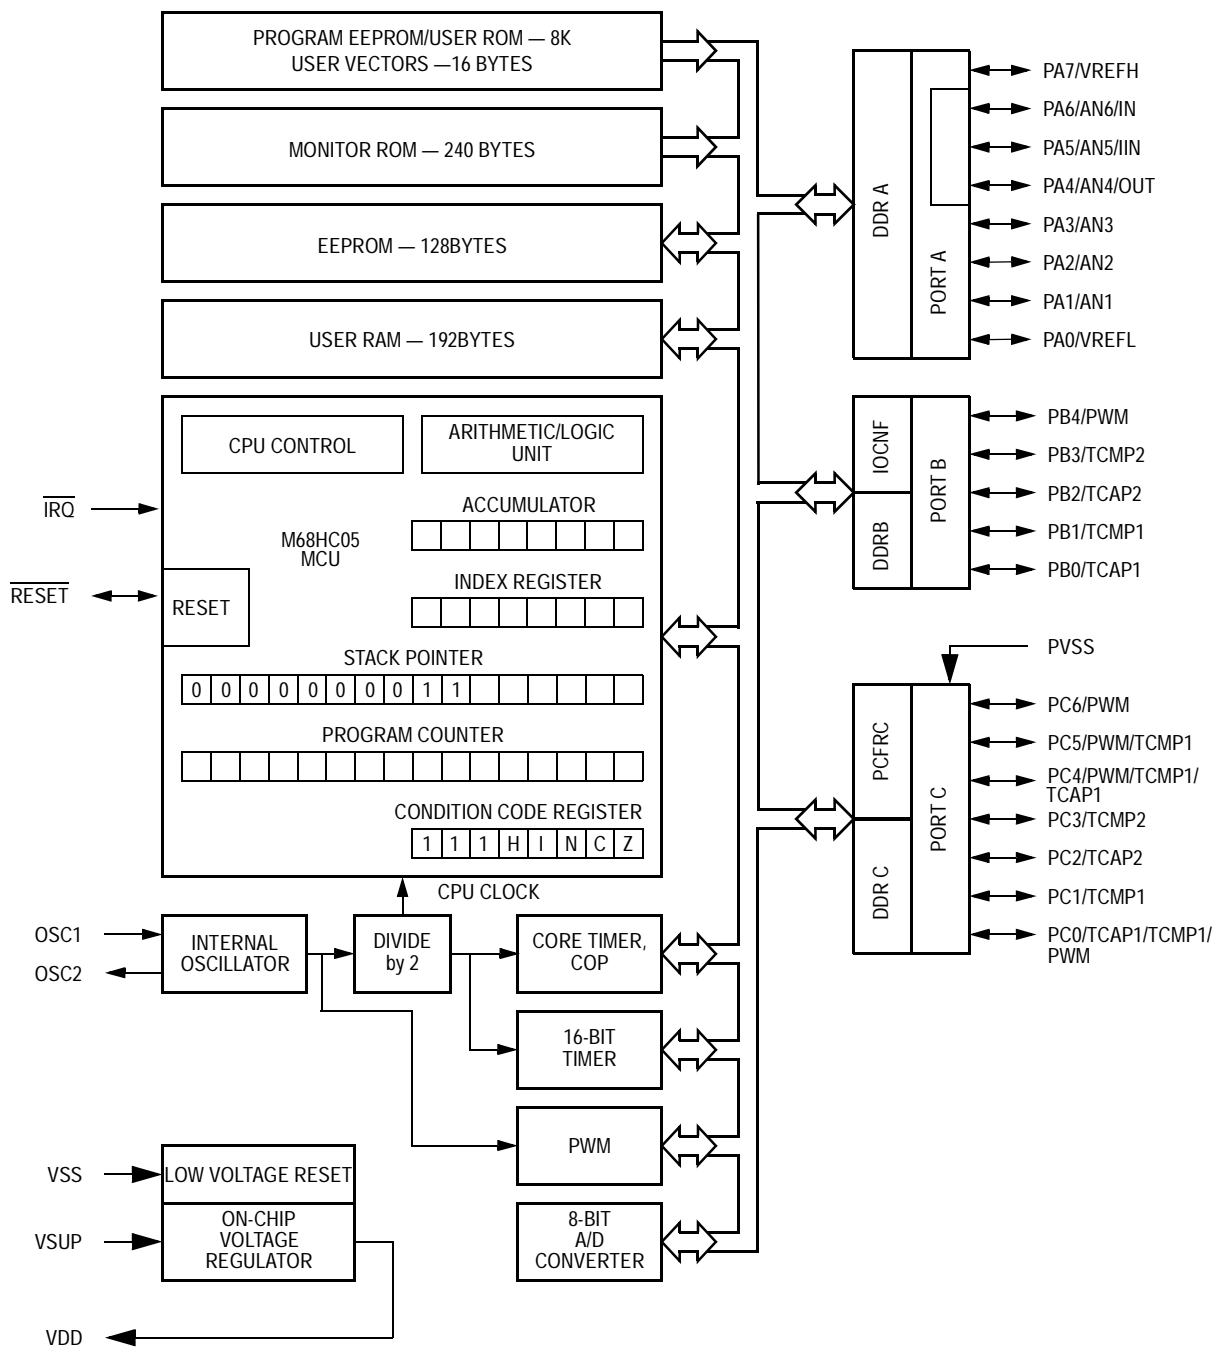 PROGRAM EEPROM/USER ROM — 8K
USER VECTORS —16 BYTES
MONITOR ROM — 240 BYTES
EEPROM — 128BYTES
USER RAM — 192BYTES
CPU CONTROL
ARITHMETIC/LOGIC
UNIT
ACCUMULATOR
M68HC05
MCU
INDEX REGISTER
IRQ
RESET
RESET
STACK POINTER
0 0 0 0 0 0 0 0 1 1
PROGRAM COUNTER
CONDITION CODE REGISTER
1 1 1 H I N C Z
CPU CLOCK
OSC1
OSC2
INTERNAL
OSCILLATOR
DIVIDE
by 2
CORE TIMER,
COP
16-BIT
TIMER
PWM
8-BIT
A/D
CONVERTER
VSS
LOW VOLTAGE RESET
VSUP
ON-CHIP
VOLTAGE
REGULATOR
VDD
DDR A
PORT A
PA7/VREFH
PA6/AN6/IN
PA5/AN5/IIN
PA4/AN4/OUT
PA3/AN3
PA2/AN2
PA1/AN1
PA0/VREFL
IOCNF
DDRB
PORT B
PB4/PWM
PB3/TCMP2
PB2/TCAP2
PB1/TCMP1
PB0/TCAP1
PVSS
PCFRC
DDR C
PORT C
PC6/PWM
PC5/PWM/TCMP1
PC4/PWM/TCMP1/
TCAP1
PC3/TCMP2
PC2/TCAP2
PC1/TCMP1
PC0/TCAP1/TCMP1/
PWM